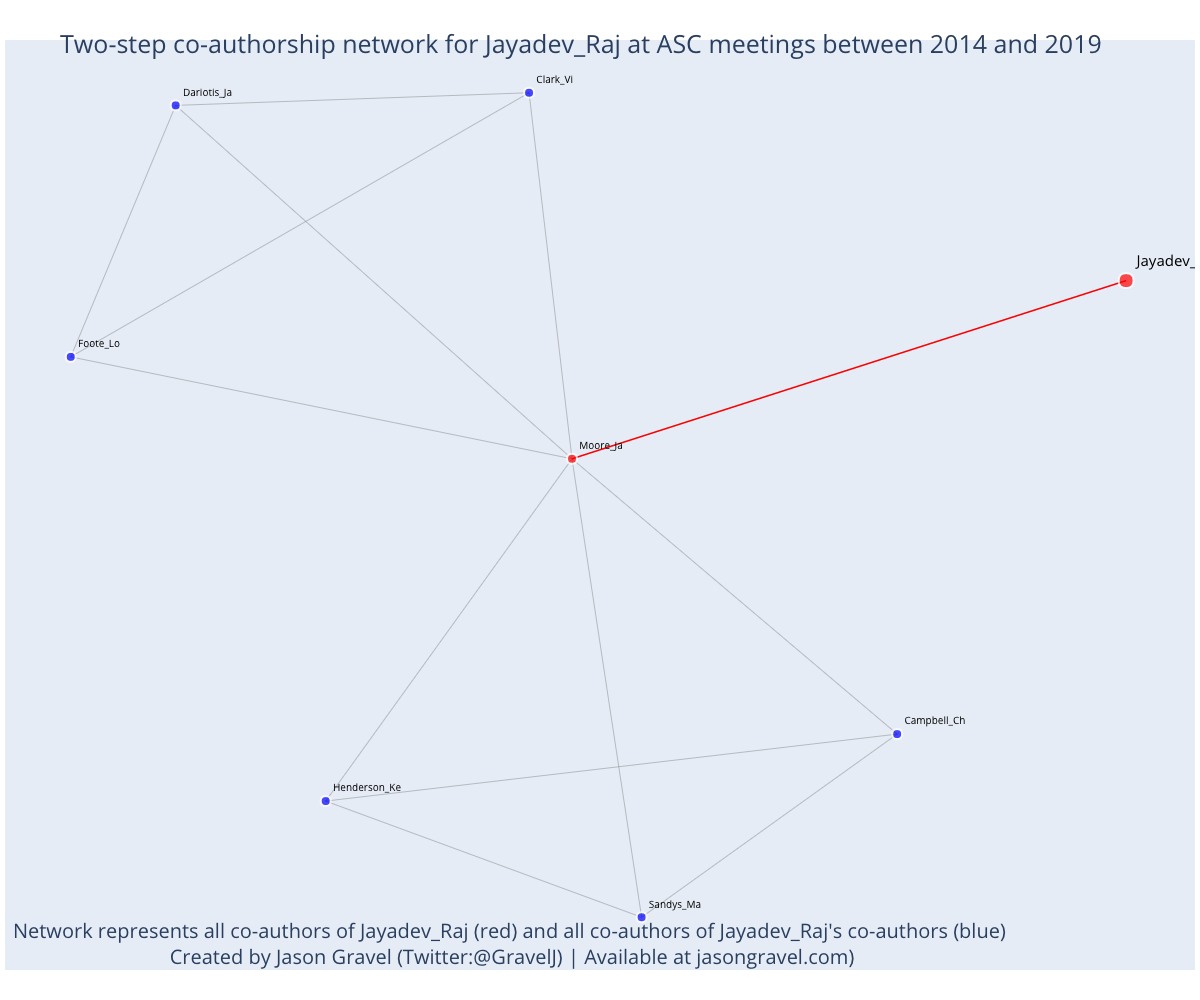 Two-step co-authorship network for Jayadev_Raj at ASC meetings between 2014 and 2019
Clark_Vi
Dariotis_Ja
Jayadev_
Foote_Lo
Moore_Ja
Campbell_Ch
Henderson_Ke
Sandys_Ma
Network represents all co-authors of Jayadev_Raj (red) and all co-authors of Jayadev_Raj's co-authors (blue)
Created by Jason Gravel (Twitter:@GravelJ) | Available at jasongravel.com)